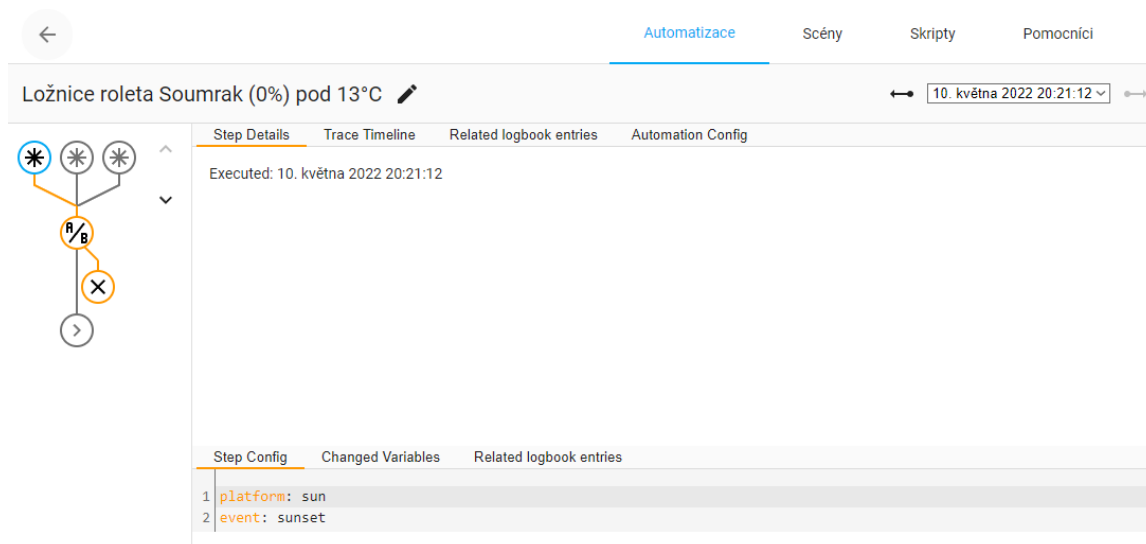 Automatizace Scény Skripty Pomocníci
Ložnice roleta Soumrak (0%) pod 13°C
10. května 2022 20:21:12
Step Details Trace Timeline Related logbook entries Automation Config
Executed: 10. května 2022 20:21:12
A/B
Step Config Changed Variables Related logbook entries
1 platform: sun
2 event: sunset